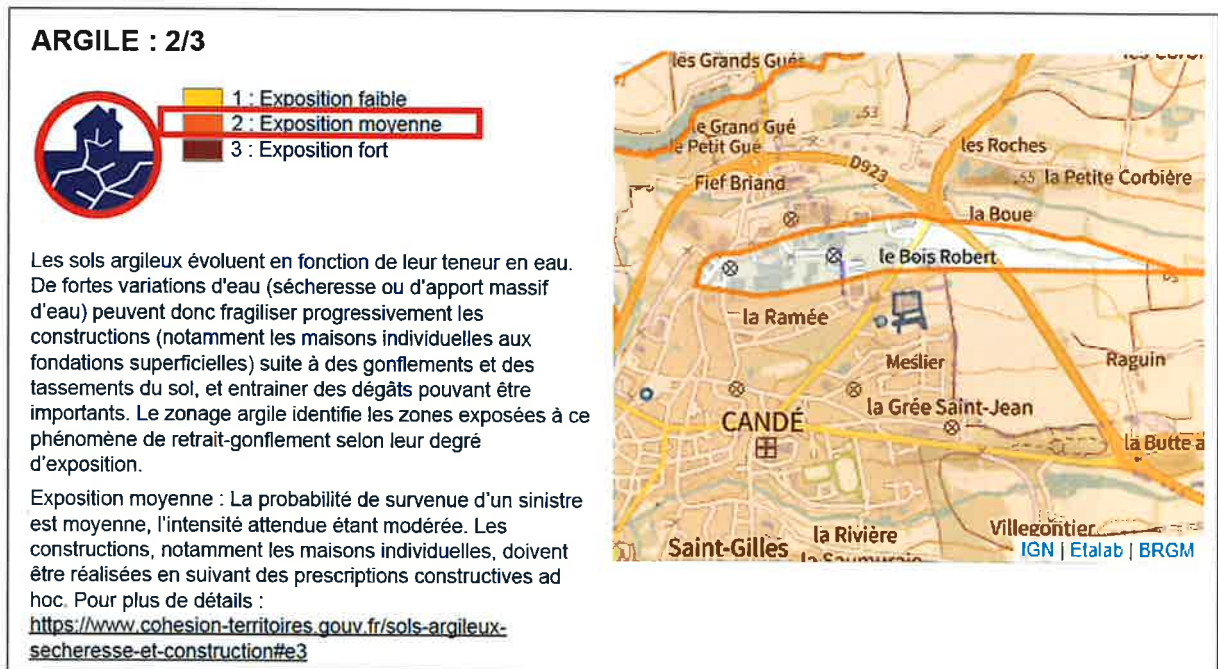 ARGILE : 2/3
1 : Exposition faible
2 : Exposition moyenne
3 : Exposition fort
Les sols argileux évoluent en fonction de leur teneur en eau.
De fortes variations d'eau (sécheresse ou d'apport massif
d'eau) peuvent donc fragiliser progressivement les
constructions (notamment les maisons individuelles aux
fondations superficielles) suite à des gonflements et des
tassements du sol, et entrainer des dégâts pouvant être
importants. Le zonage argile identifie les zones exposées à ce
phénomène de retrait-gonflement selon leur degré
d'exposition.
Exposition moyenne : La probabilité de survenue d'un sinistre
est moyenne, l'intensité attendue étant modérée. Les
constructions, notamment les maisons individuelles, doivent
être réalisées en suivant des prescriptions constructives ad
hoc. Pour plus de détails :
https://www.cohesion-territoires.gouv.fr/sols-argileux-
secheresse-et-construction#e3
les Grands Gués
.53
le Grand Gué
le Petit Gué
les Roches
D923
Fief Briand
.55 la Petite Corbière
la Boue
le Bois Robert
la Ramée
Meslier
Raguin
la Grée Saint-Jean
CANDÉ
la Butte a
la Rivière
Villegontier
Saint-Gilles
la Saumuraie
IGN | Etalab | BRGM